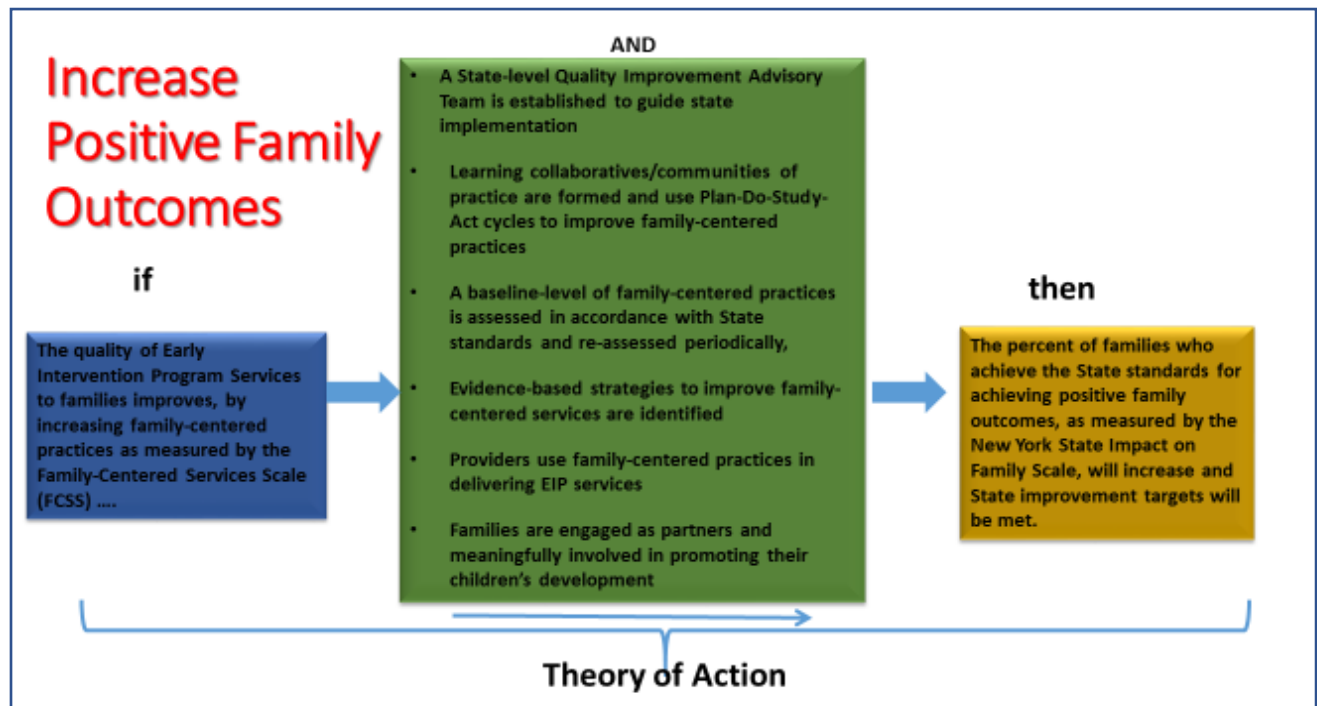 Increase
Positive Family
Outcomes
if
The quality of Early
Intervention Program Services
to families improves, by
increasing family-centered
practices as measured by the
Family-Centered Services Scale
(FCSS) ....
AND
• A State-level Quality Improvement Advisory
Team is established to guide state
implementation
• Learning collaboratives/communities of
practice are formed and use Plan-Do-Study-
Act cycles to improve family-centered
practices
• A baseline-level of family-centered practices
is assessed in accordance with State
standards and re-assessed periodically,
• Evidence-based strategies to improve family-
centered services are identified
• Providers use family-centered practices in
delivering EIP services
• Families are engaged as partners and
meaningfully involved in promoting their
children's development
then
The percent of families who
achieve the State standards for
achieving positive family
outcomes, as measured by the
New York State Impact on
Family Scale, will increase and
State improvement targets will
be met.
Theory of Action